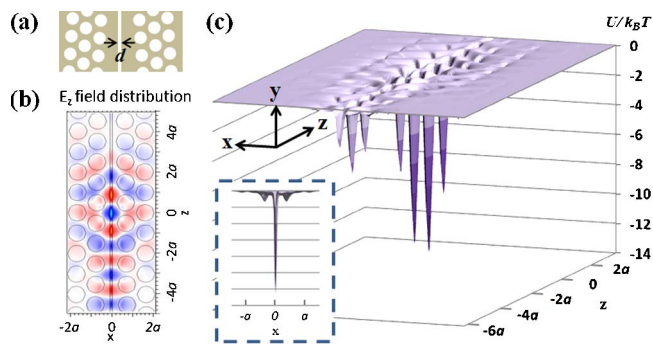 (a)
d
(b)
E_z field distribution
4a
2a
0
-2a
-4a
z
-2a 0 2a
x
(c)
U/k_BT
0
-2
-4
-6
-8
-10
-12
-14
y
x
z
-a 0 a
x
2a
0
-2a
-4a
-6a
z